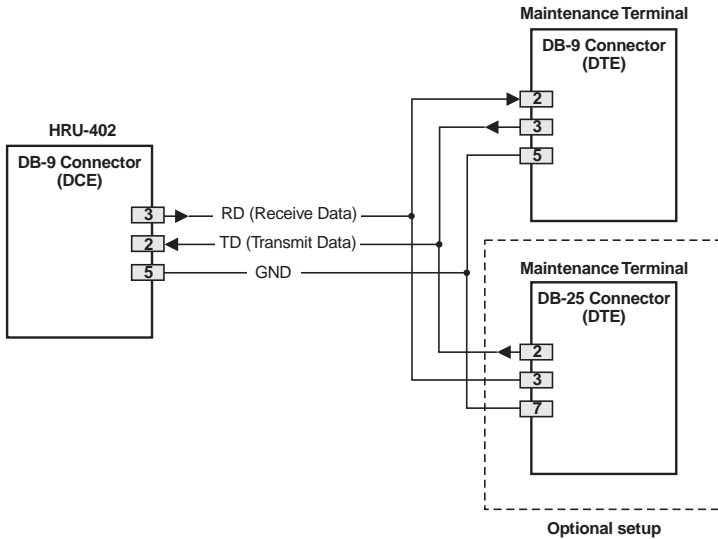 Maintenance Terminal
DB-9 Connector
(DTE)
2
3
5
HRU-402
DB-9 Connector
(DCE)
3
RD (Receive Data)
2
TD (Transmit Data)
5
GND
Maintenance Terminal
DB-25 Connector
(DTE)
2
3
7
Optional setup